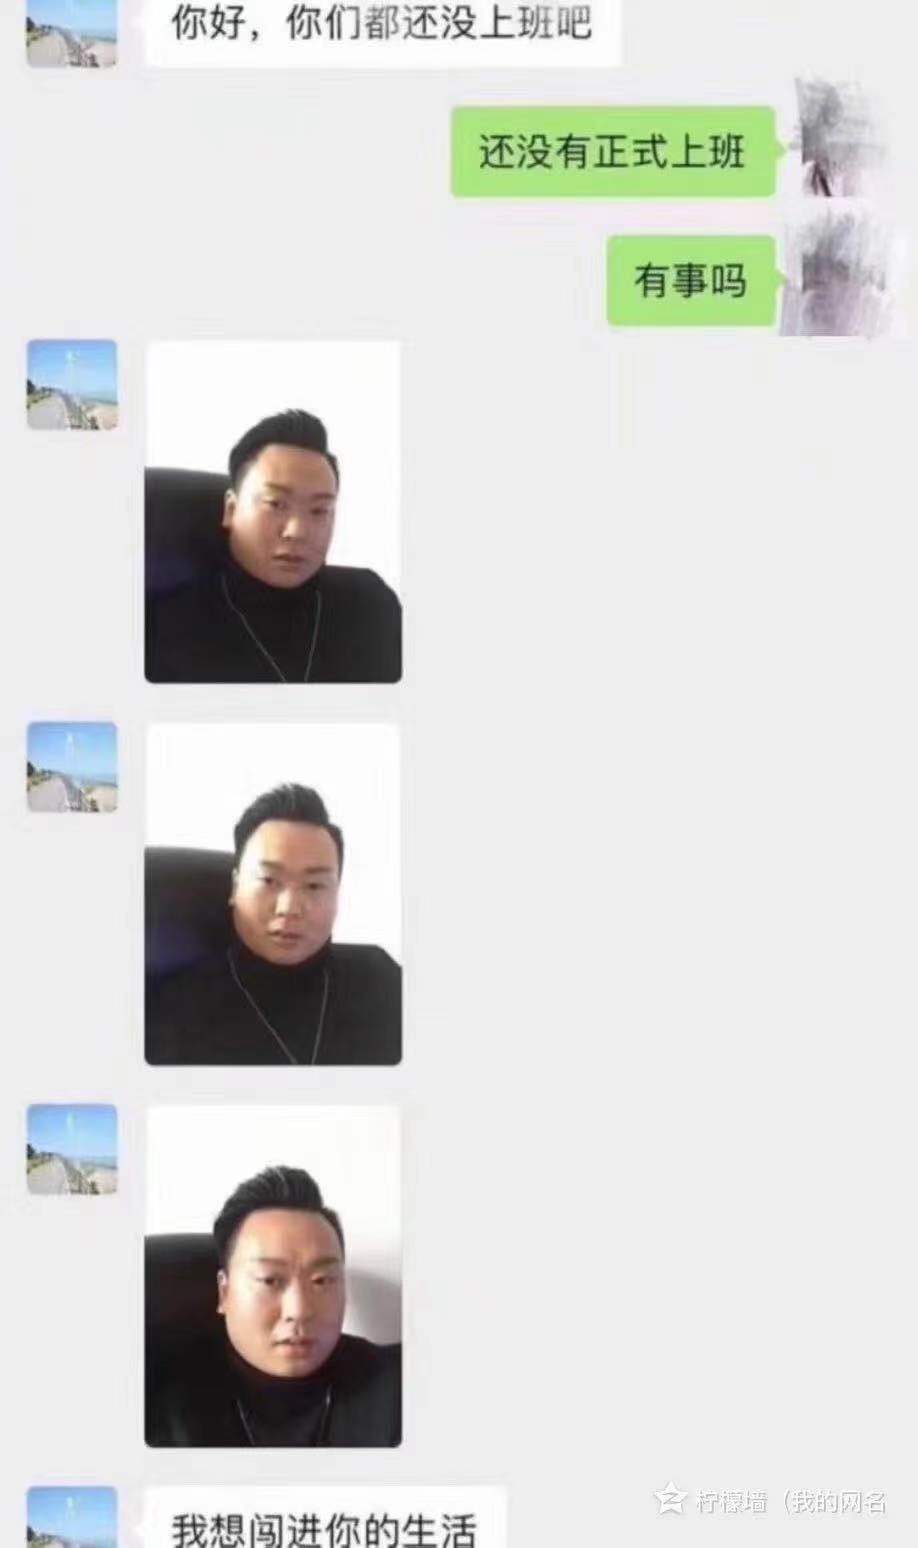 你好，你们都还没上班吧
还没有正式上班
有事吗
我想闯进你的生活
柠檬墙（我的网名